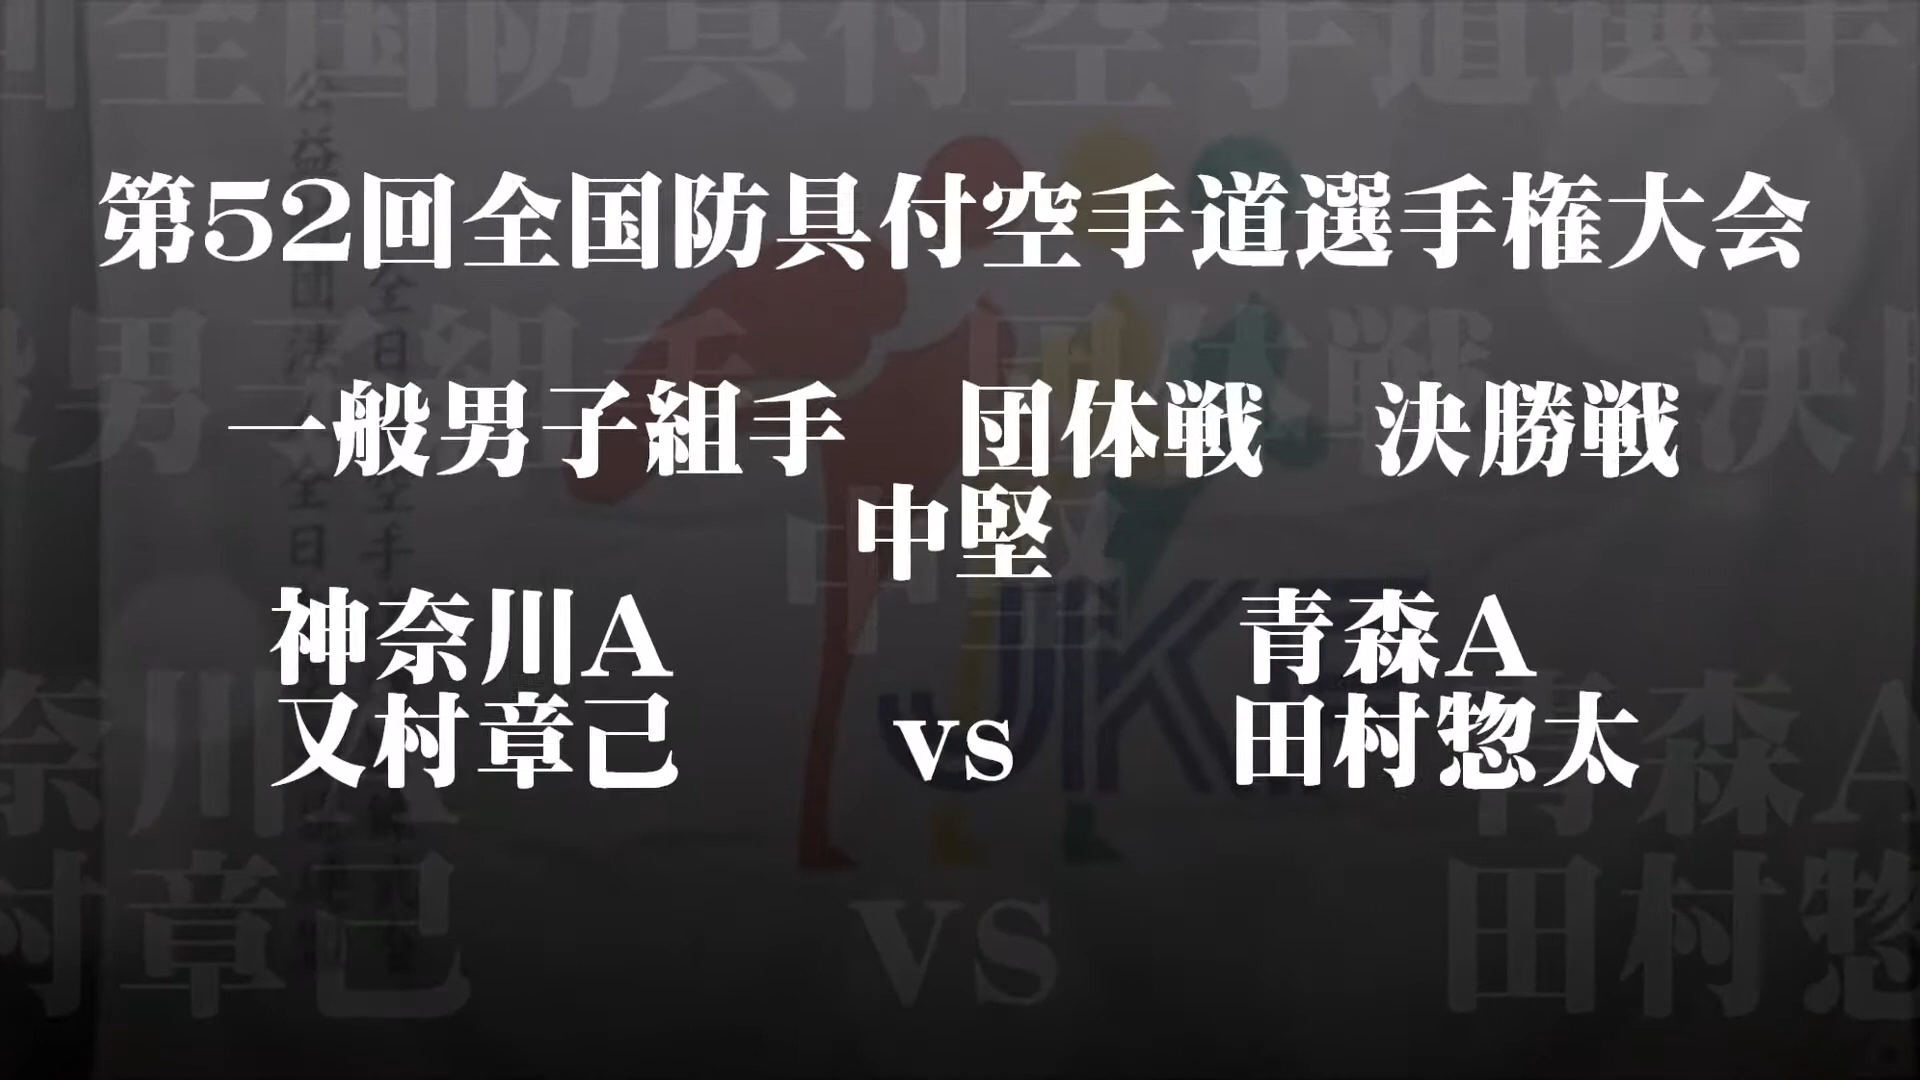 第52回全国防具付空手道選手権大会
一般男子組手　団体戦　決勝戦
中堅
神奈川A　青森A
又村章己　vs　田村惣太
JKF